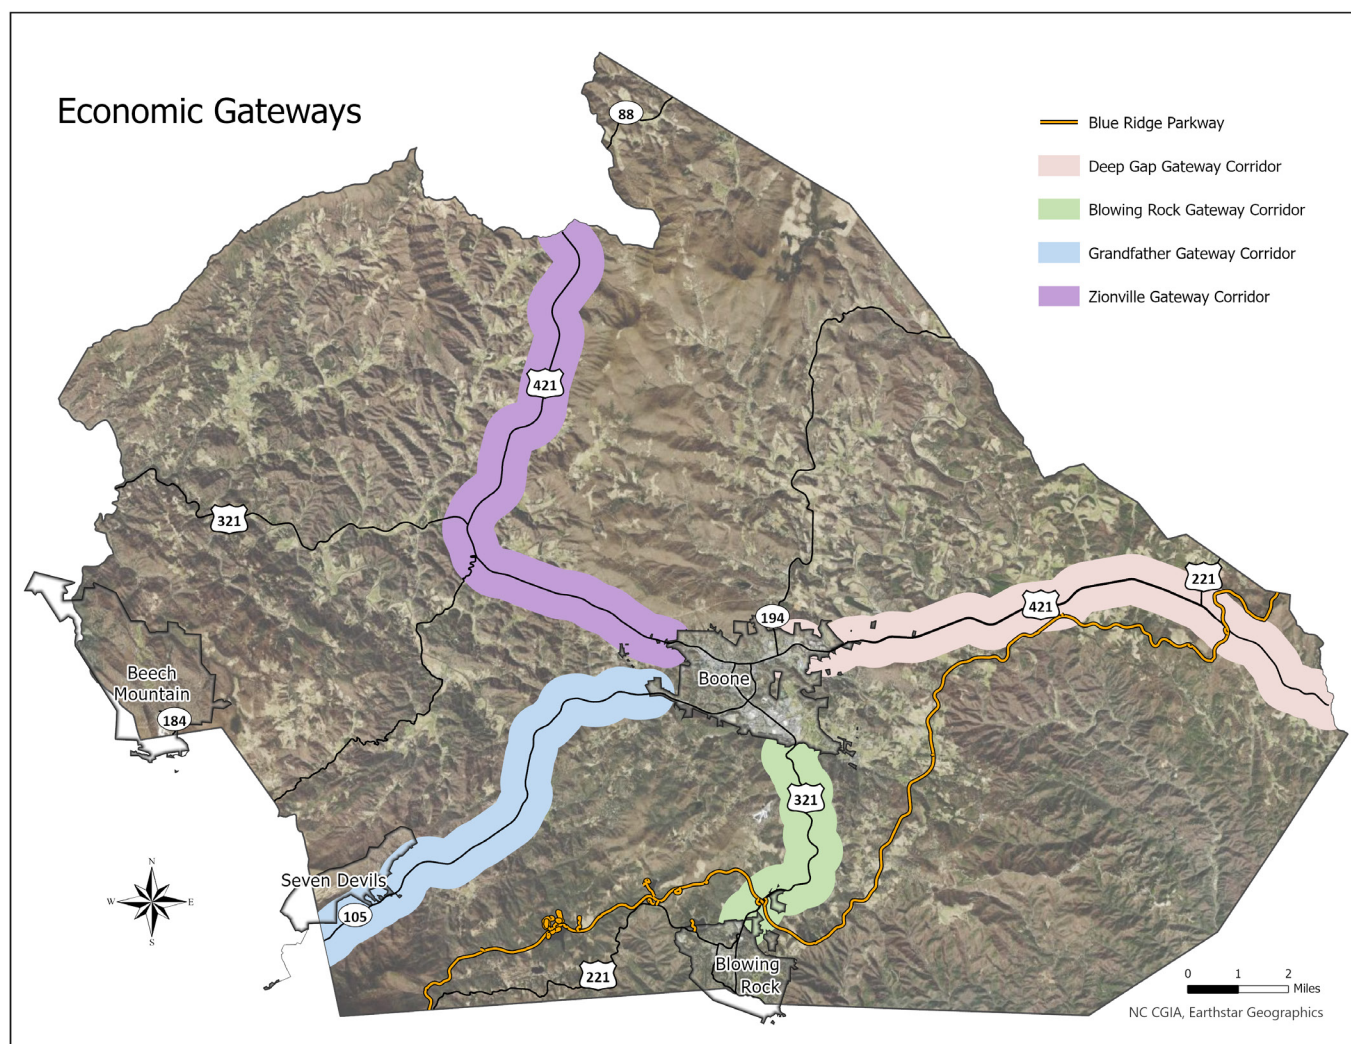 Economic Gateways
88
Blue Ridge Parkway
Deep Gap Gateway Corridor
Blowing Rock Gateway Corridor
Grandfather Gateway Corridor
Zionville Gateway Corridor
421
321
221
421
194
Beech
Mountain
184
Boone
321
Seven Devils
105
N
W
E
S
221
Blowing
Rock
0 1 2
Miles
NC CGIA, Earthstar Geographics